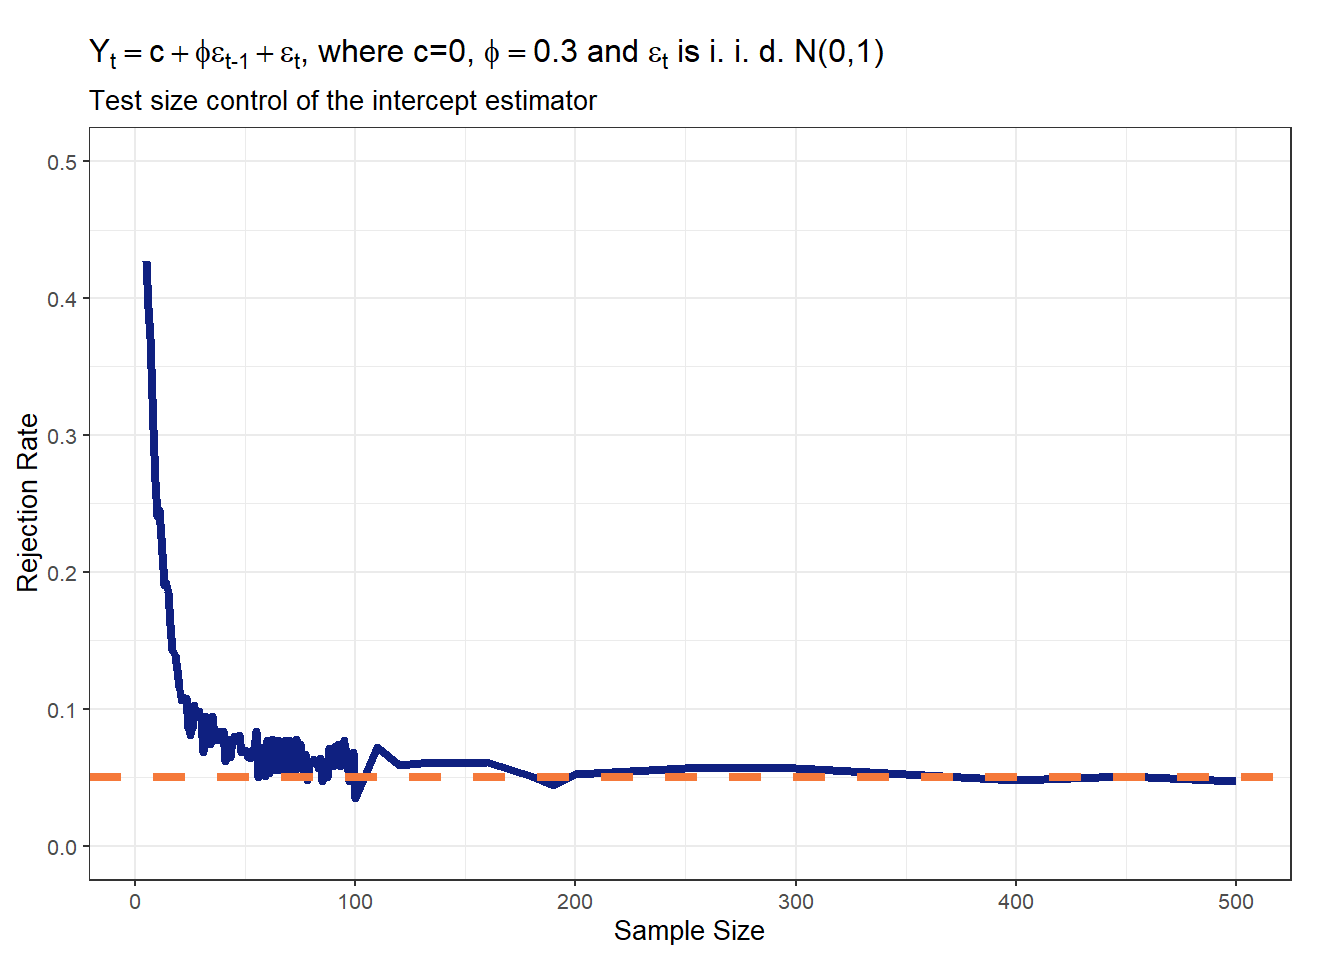 Yt = c + ϕεt-1 + εt, where c=0, ϕ = 0.3 and εt is i. i. d. N(0,1)
Test size control of the intercept estimator
Rejection Rate
0.5
0.4
0.3
0.2
0.1
0.0
0 100 200 300 400 500
Sample Size